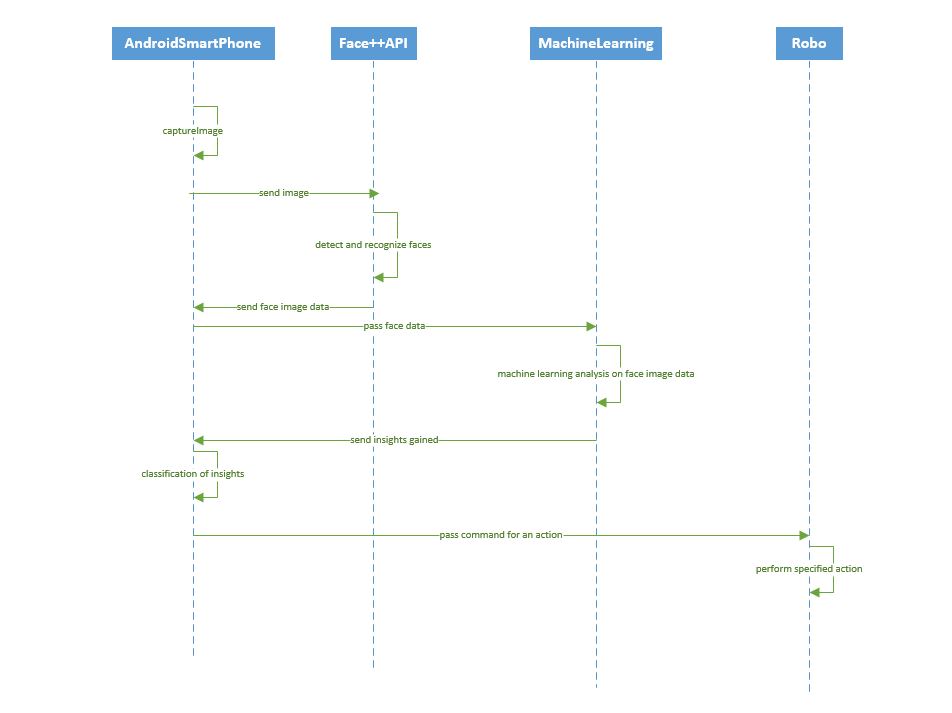 AndroidSmartPhone
Face++API
MachineLearning
Robo
captureImage
send image
detect and recognize faces
send face image data
pass face data
machine learning analysis on face image data
send insights gained
classification of insights
pass command for an action
perform specified action